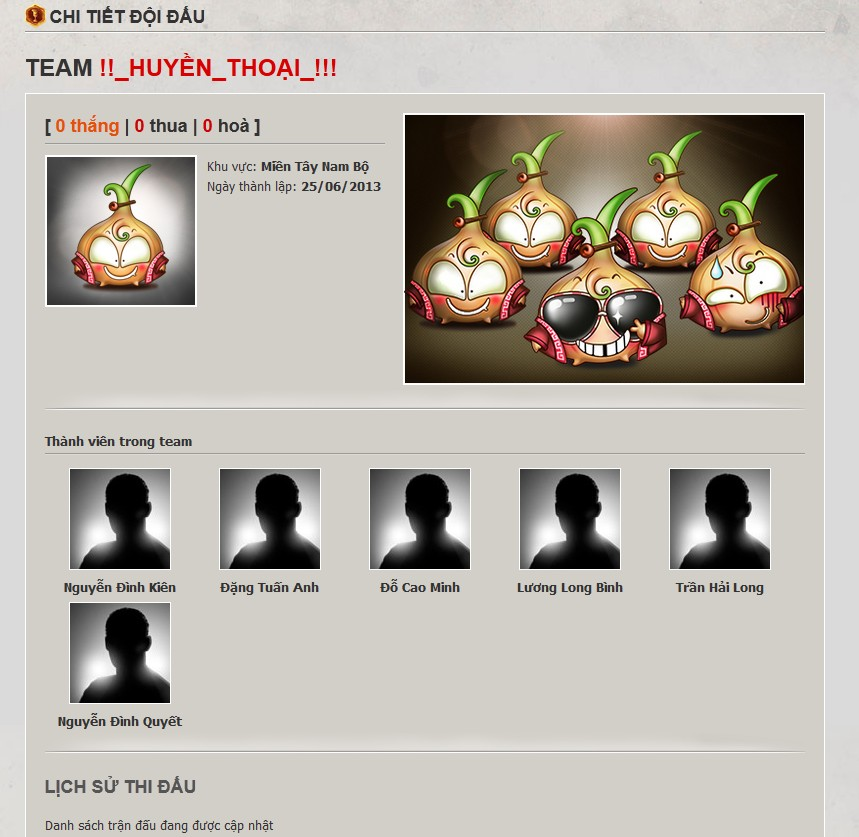 CHI TIẾT ĐỘI ĐẤU
TEAM !!_HUYỀN_THOẠI_!!!
[ 0 thắng | 0 thua | 0 hoà ]
Khu vực: Miền Tây Nam Bộ
Ngày thành lập: 25/06/2013
Thành viên trong team
Nguyễn Đình Kiên Đặng Tuấn Anh Đỗ Cao Minh Lương Long Bình Trần Hải Long
Nguyễn Đình Quyết
LỊCH SỬ THI ĐẤU
Danh sách trận đấu đang được cập nhật